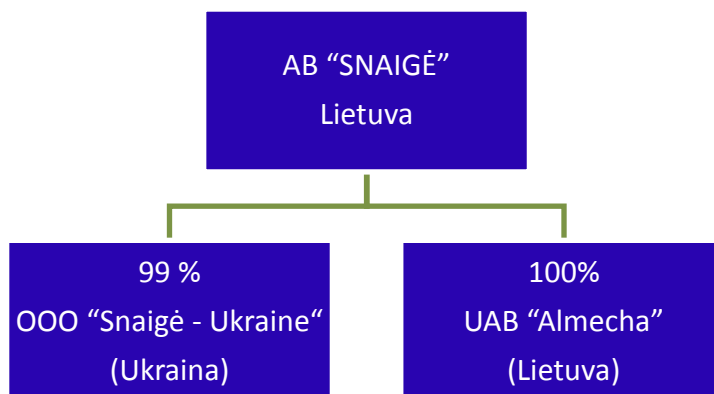 AB “SNAIGĖ”
Lietuva
99 %
OOO “Snaigė - Ukraine“
(Ukraina)
100%
UAB “Almecha”
(Lietuva)